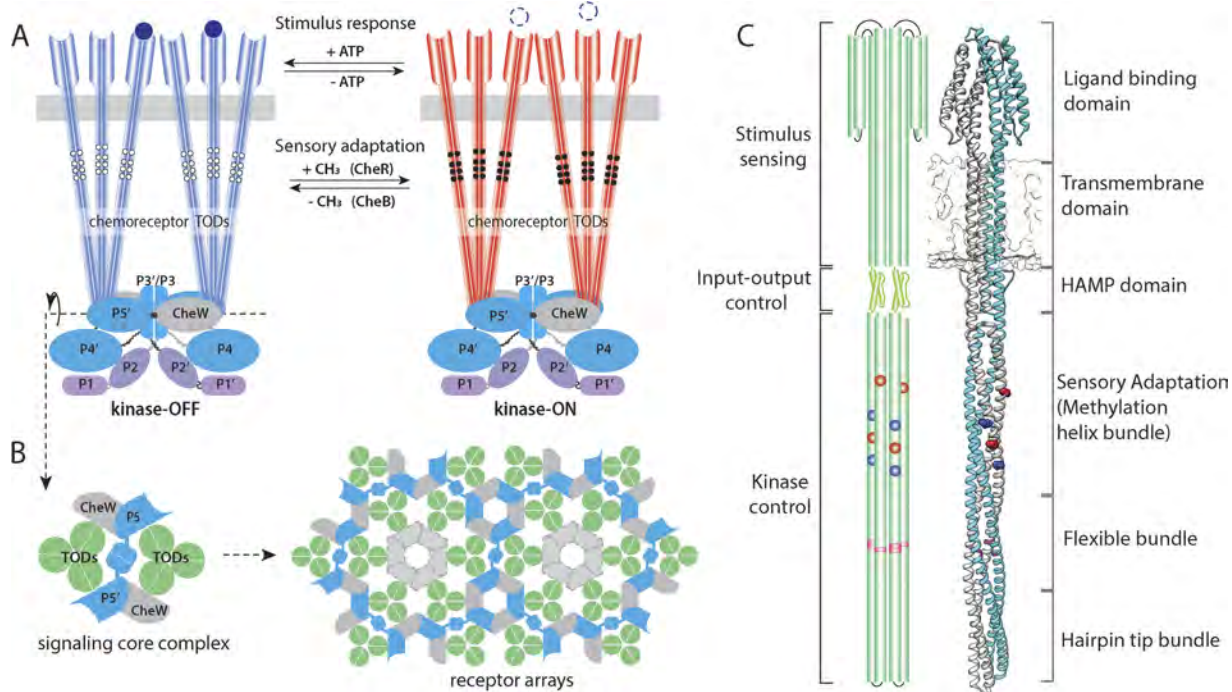 A
Stimulus response
+ ATP
- ATP
Sensory adaptation
+ CH₃ (CheR)
- CH₃ (CheB)
chemoreceptor TODs
chemoreceptor TODs
P3'/P3
P5'
CheW
P4'
P4
P2
P2'
P1
P1'
kinase-OFF
P3'/P3
P5'
CheW
P4'
P4
P2
P2'
P1
P1'
kinase-ON
B
CheW
P5
TODs
TODs
P5'
CheW
signaling core complex
receptor arrays
C
Stimulus
sensing
Input-output
control
Kinase
control
Ligand binding
domain
Transmembrane
domain
HAMP domain
Sensory Adaptation
(Methylation
helix bundle)
Flexible bundle
Hairpin tip bundle